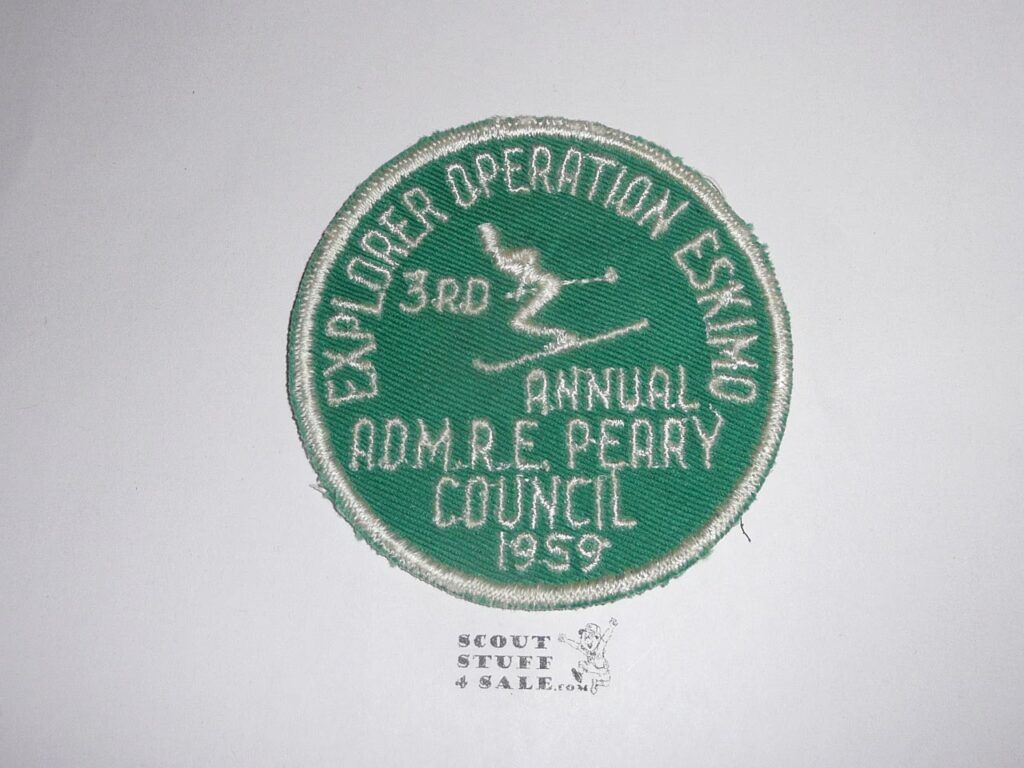 EXPLORER OPERATION ESKIMO
3RD
ANNUAL
ADM. R. E. PEARY
COUNCIL
1959
SCOUT
STUFF
4 SALE.COM